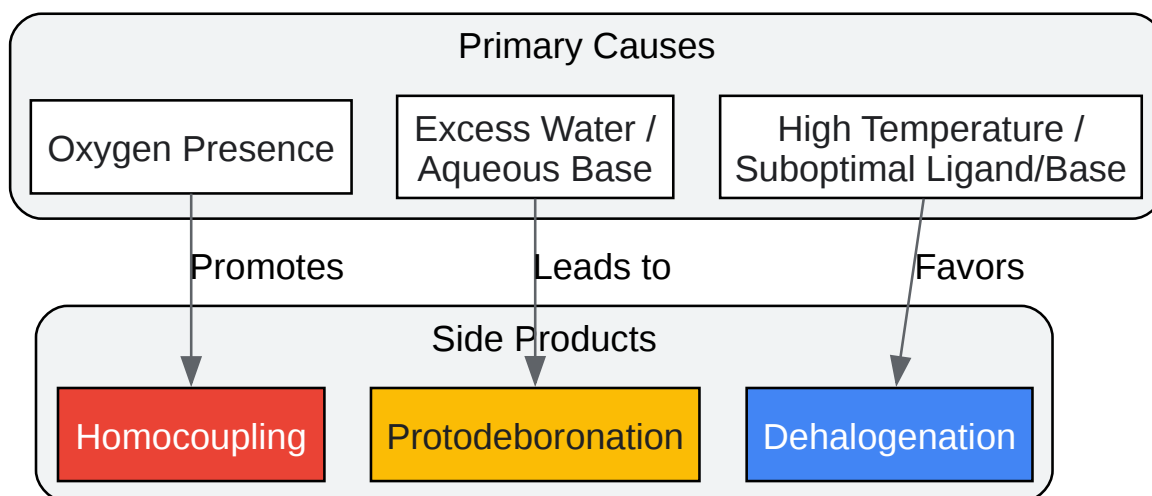 Primary Causes
Oxygen Presence
Excess Water /
Aqueous Base
High Temperature /
Suboptimal Ligand/Base
Promotes
Leads to
Favors
Side Products
Homocoupling
Protodeboronation
Dehalogenation